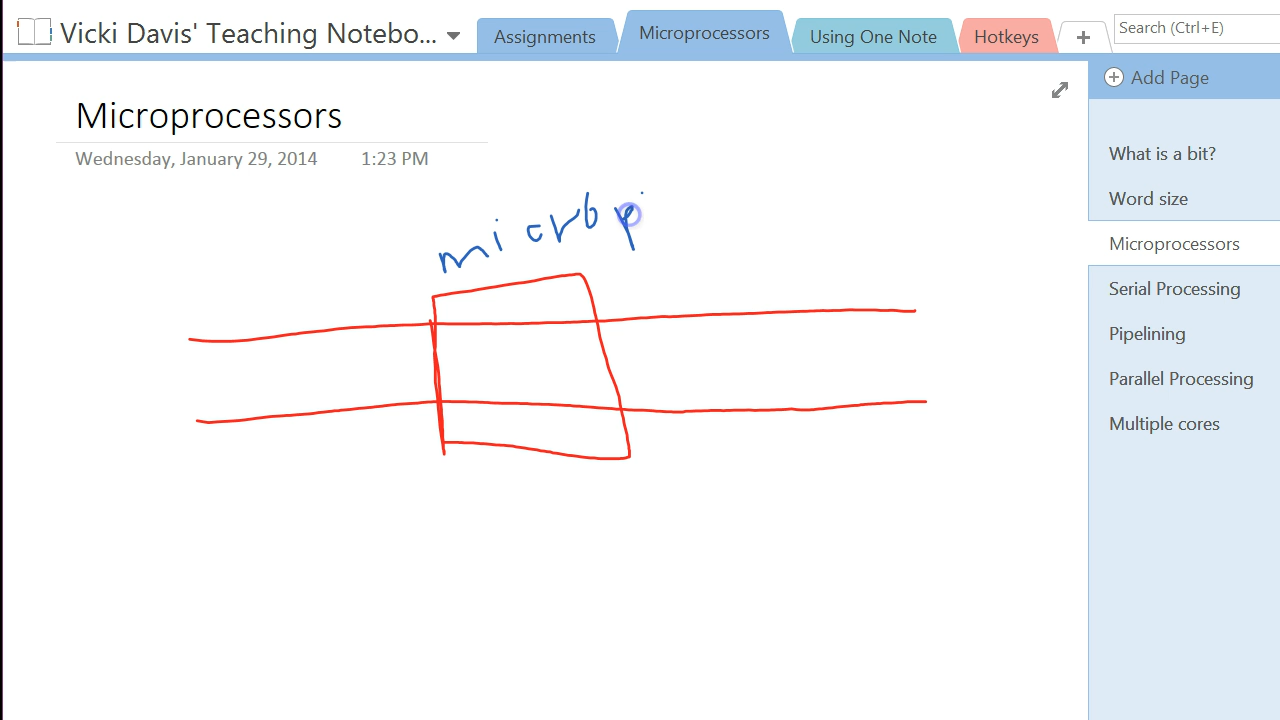 Vicki Davis' Teaching Notebo...
Assignments
Microprocessors
Using One Note
Hotkeys
Search (Ctrl+E)
Add Page
Microprocessors
Wednesday, January 29, 2014 1:23 PM
micro p
What is a bit?
Word size
Microprocessors
Serial Processing
Pipelining
Parallel Processing
Multiple cores